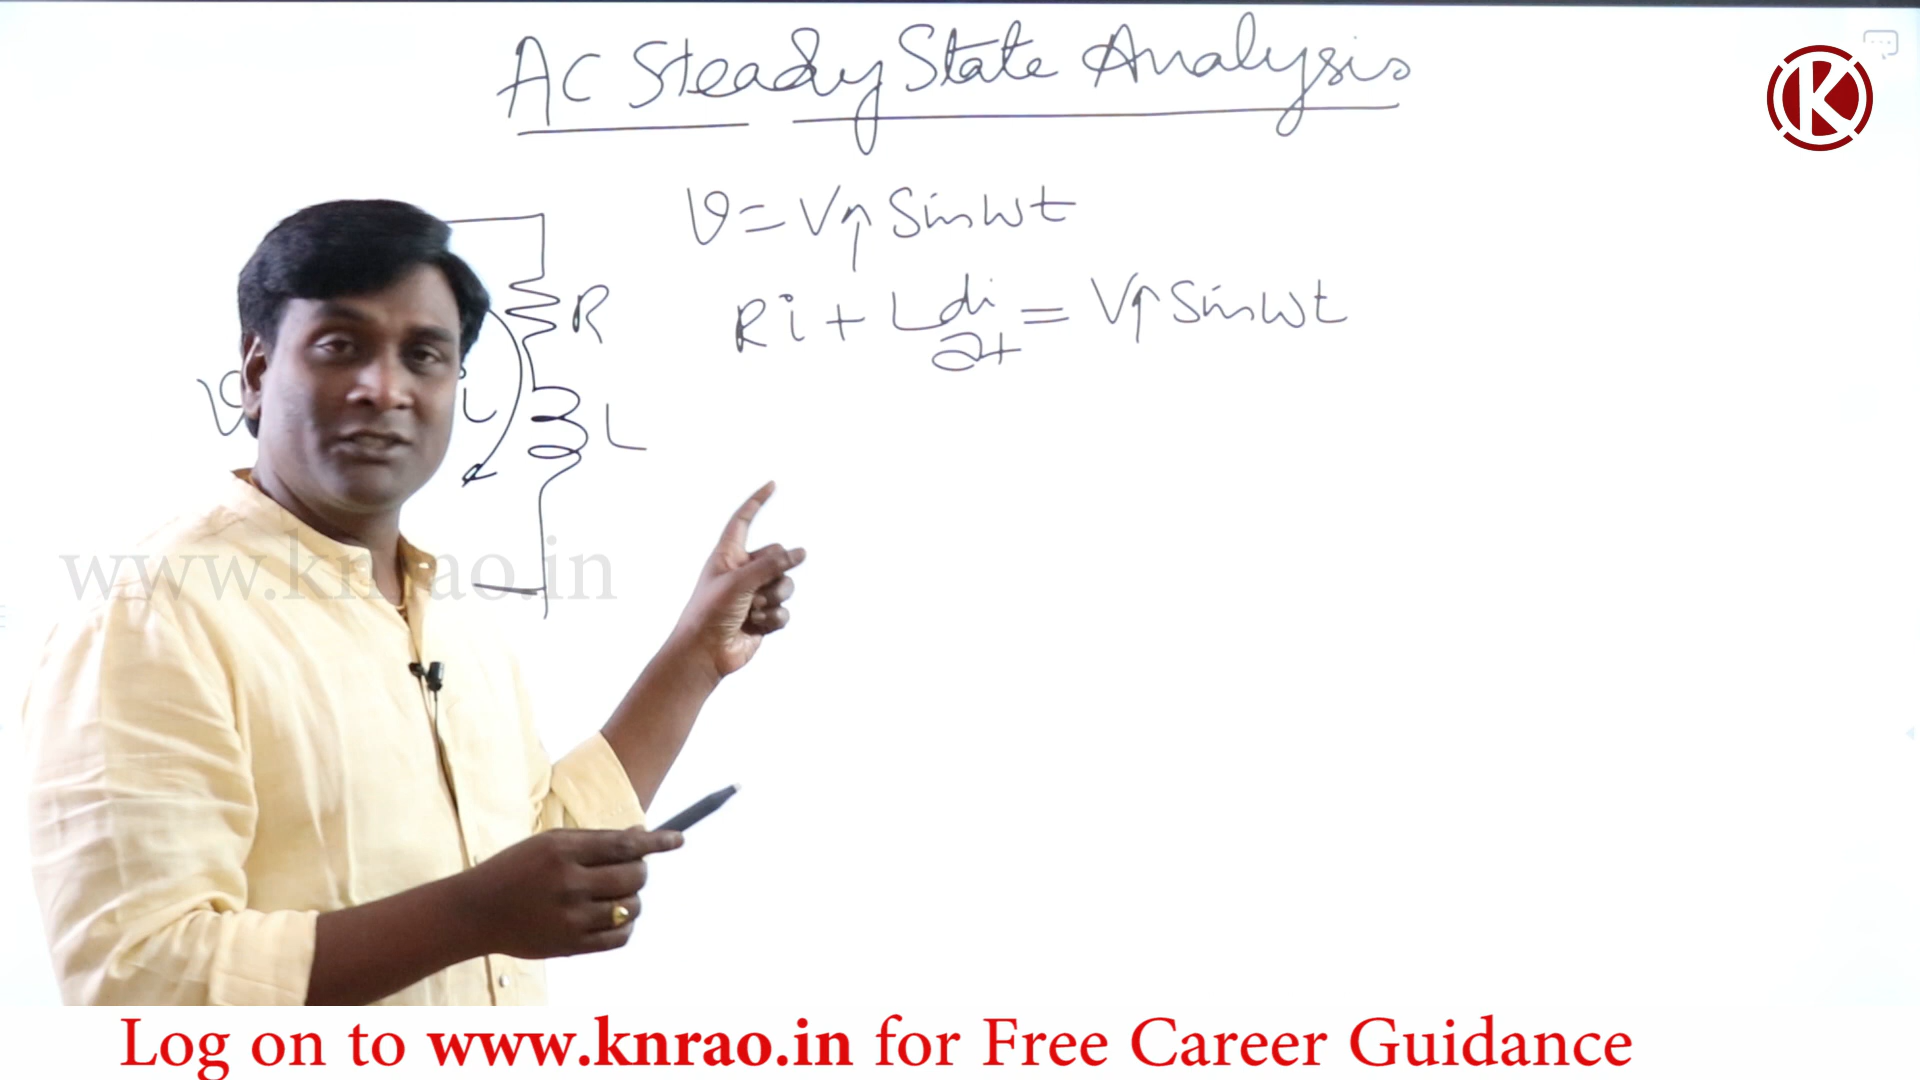 AC Steady State Analysis
v = Vm Sin ωt
R
Ri + L di/dt = Vm Sin ωt
v
i
L
www.knrao.in
K
Log on to www.knrao.in for Free Career Guidance